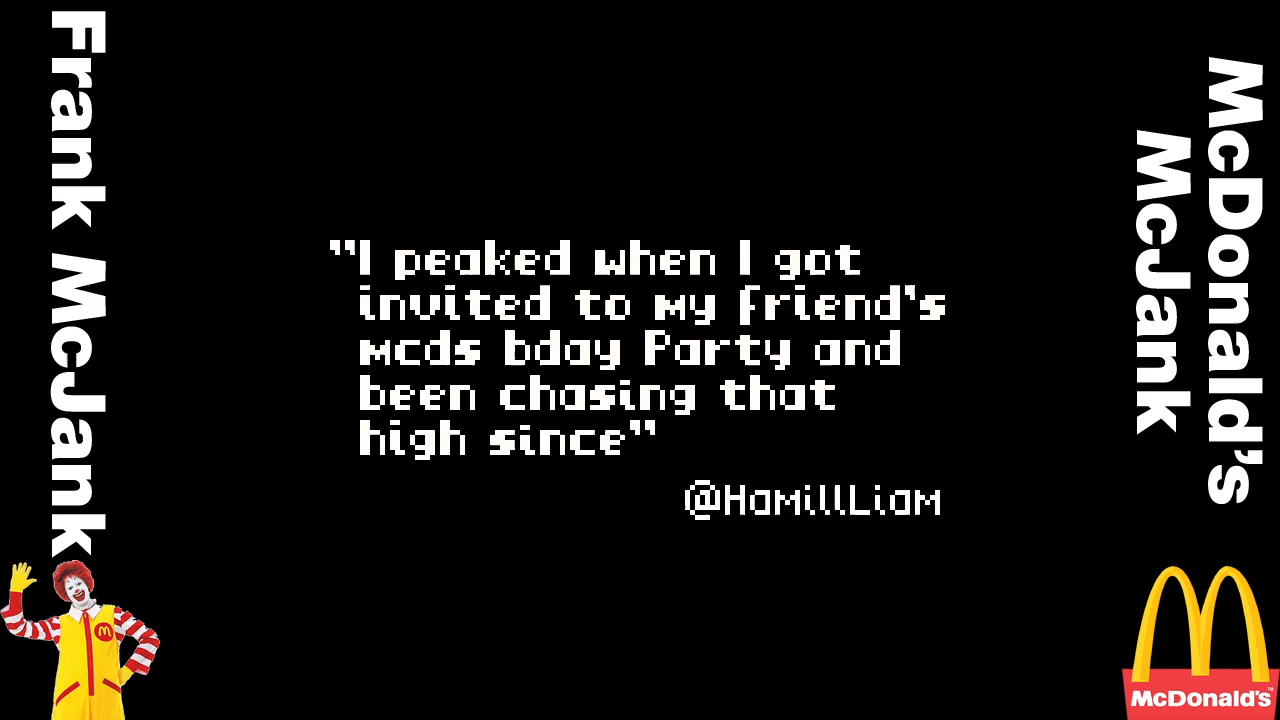 Frank McJank
"I peaked when I got
invited to my friend's
mcds bday Party and
been chasing that
high since"
@HamillLiam
McDonald's
McJank
McDonald's™